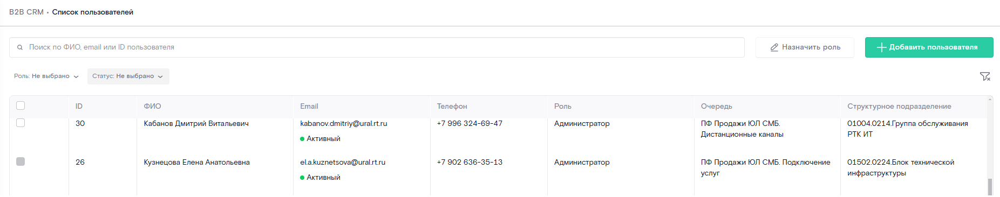 B2B CRM • Список пользователей
Поиск по ФИО, email или ID пользователя
Назначить роль
Добавить пользователя
Роль: Не выбрано
Статус: Не выбрано
ID ФИО Email Телефон Роль Очередь Структурное подразделение
30 Кабанов Дмитрий Витальевич kabanov.dmitriy@ural.rt.ru +7 996 324-69-47 Администратор ПФ Продажи ЮЛ СМБ. 01004.0214.Группа обслуживания
Активный Дистанционные каналы РТК ИТ
26 Кузнецова Елена Анатольевна el.a.kuznetsova@ural.rt.ru +7 902 636-35-13 Администратор ПФ Продажи ЮЛ СМБ. Подключение 01502.0224.Блок технической
Активный услуг инфраструктуры